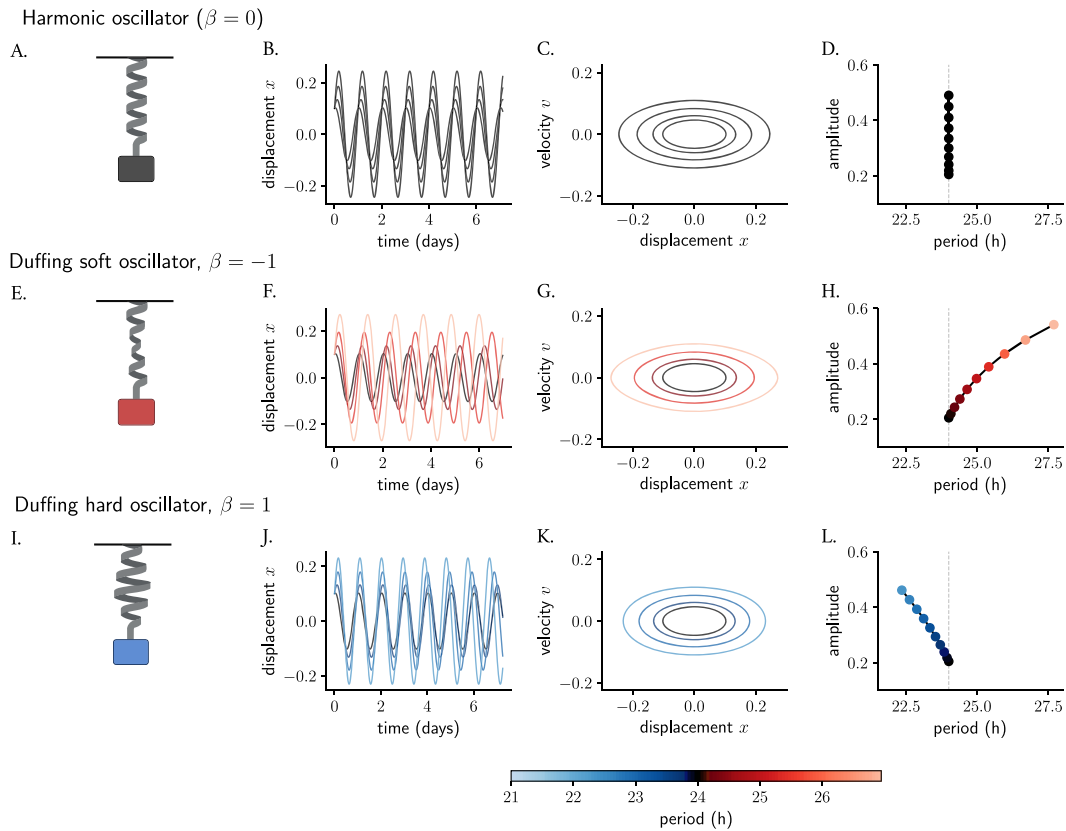 Harmonic oscillator (β = 0)
A.
B.
C.
D.
displacement x
0.2
0.0
−0.2
0 2 4 6
time (days)
velocity v
0.2
0.0
−0.2
−0.2 0.0 0.2
displacement x
amplitude
0.6
0.4
0.2
22.5 25.0 27.5
period (h)
Duffing soft oscillator, β = −1
E.
F.
G.
H.
displacement x
0.2
0.0
−0.2
0 2 4 6
time (days)
velocity v
0.2
0.0
−0.2
−0.2 0.0 0.2
displacement x
amplitude
0.6
0.4
0.2
22.5 25.0 27.5
period (h)
Duffing hard oscillator, β = 1
I.
J.
K.
L.
displacement x
0.2
0.0
−0.2
0 2 4 6
time (days)
velocity v
0.2
0.0
−0.2
−0.2 0.0 0.2
displacement x
amplitude
0.6
0.4
0.2
22.5 25.0 27.5
period (h)
21 22 23 24 25 26
period (h)